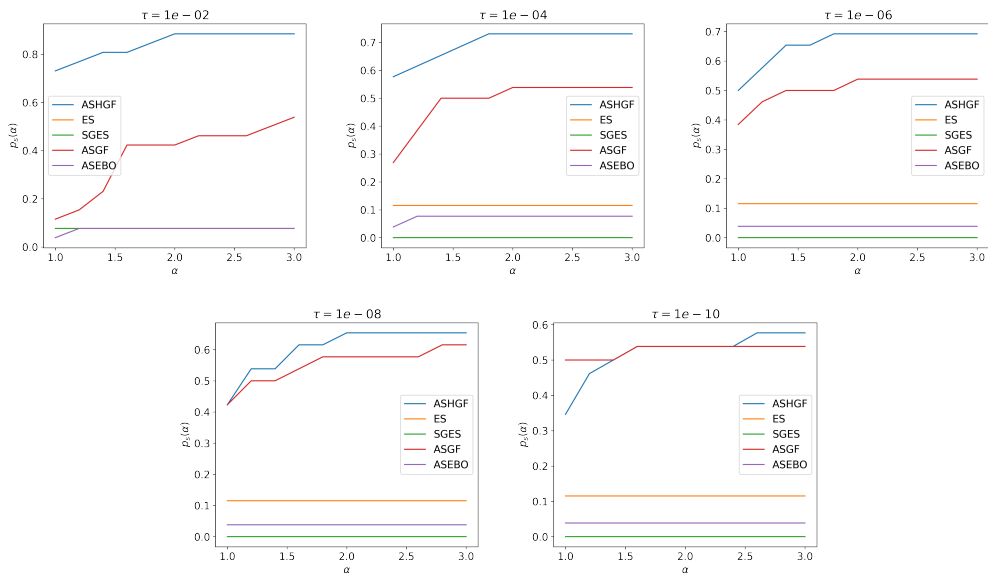 τ = 1e − 02
0.8
0.6
0.4
0.2
0.0
p_s(α)
ASHGF
ES
SGES
ASGF
ASEBO
1.0 1.5 2.0 2.5 3.0
α
τ = 1e − 04
0.7
0.6
0.5
0.4
0.3
0.2
0.1
0.0
p_s(α)
ASHGF
ES
SGES
ASGF
ASEBO
1.0 1.5 2.0 2.5 3.0
α
τ = 1e − 06
0.7
0.6
0.5
0.4
0.3
0.2
0.1
0.0
p_s(α)
ASHGF
ES
SGES
ASGF
ASEBO
1.0 1.5 2.0 2.5 3.0
α
τ = 1e − 08
0.6
0.5
0.4
0.3
0.2
0.1
0.0
p_s(α)
ASHGF
ES
SGES
ASGF
ASEBO
1.0 1.5 2.0 2.5 3.0
α
τ = 1e − 10
0.6
0.5
0.4
0.3
0.2
0.1
0.0
p_s(α)
ASHGF
ES
SGES
ASGF
ASEBO
1.0 1.5 2.0 2.5 3.0
α